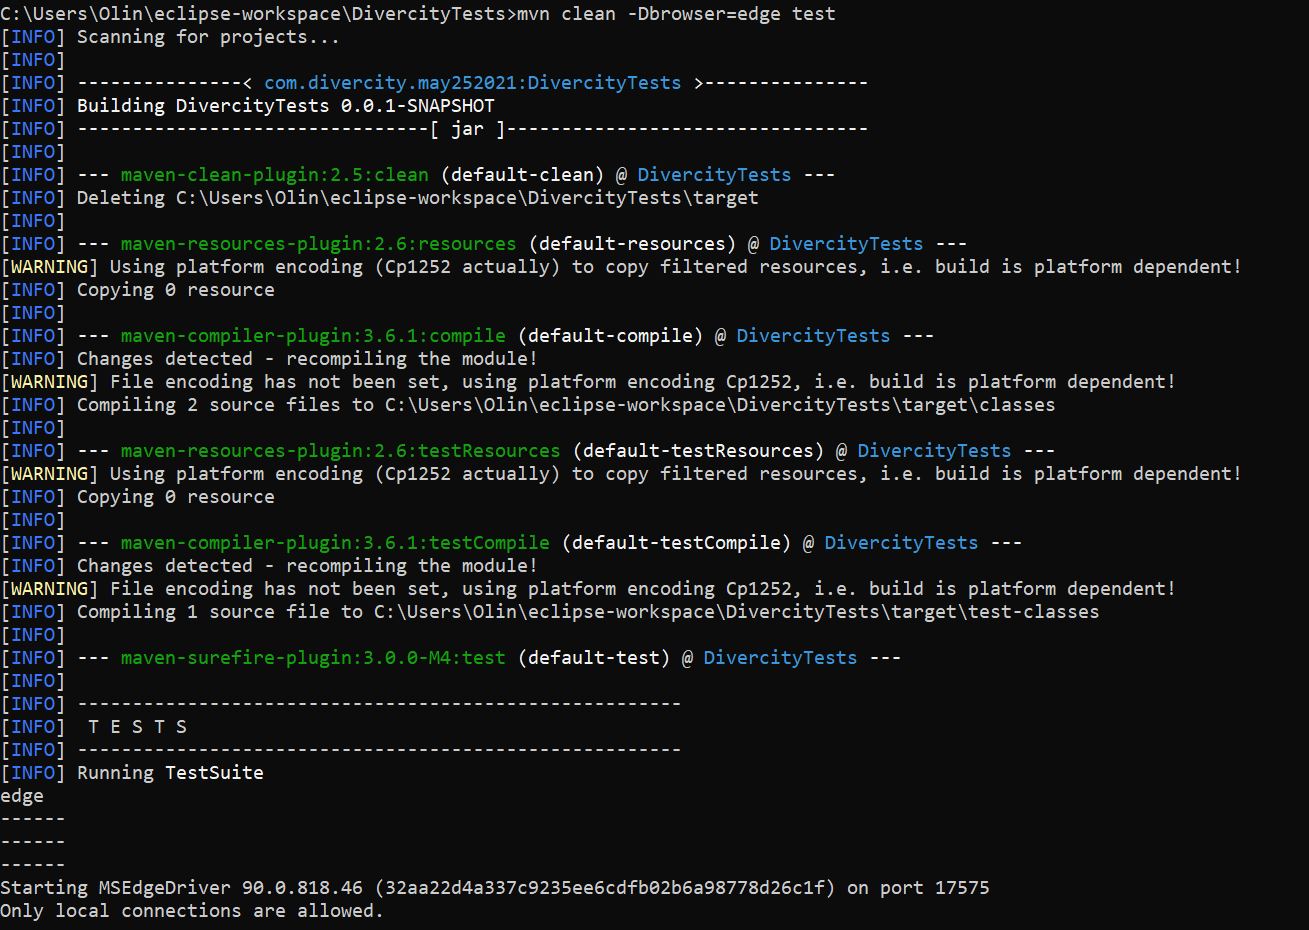 C:\Users\Olin\eclipse-workspace\DivercityTests>mvn clean -Dbrowser=edge test
[INFO] Scanning for projects...
[INFO]
[INFO] ---------------< com.divercity.may252021:DivercityTests >---------------
[INFO] Building DivercityTests 0.0.1-SNAPSHOT
[INFO] --------------------------------[ jar ]---------------------------------
[INFO]
[INFO] --- maven-clean-plugin:2.5:clean (default-clean) @ DivercityTests ---
[INFO] Deleting C:\Users\Olin\eclipse-workspace\DivercityTests\target
[INFO]
[INFO] --- maven-resources-plugin:2.6:resources (default-resources) @ DivercityTests ---
[WARNING] Using platform encoding (Cp1252 actually) to copy filtered resources, i.e. build is platform dependent!
[INFO] Copying 0 resource
[INFO]
[INFO] --- maven-compiler-plugin:3.6.1:compile (default-compile) @ DivercityTests ---
[INFO] Changes detected - recompiling the module!
[WARNING] File encoding has not been set, using platform encoding Cp1252, i.e. build is platform dependent!
[INFO] Compiling 2 source files to C:\Users\Olin\eclipse-workspace\DivercityTests\target\classes
[INFO]
[INFO] --- maven-resources-plugin:2.6:testResources (default-testResources) @ DivercityTests ---
[WARNING] Using platform encoding (Cp1252 actually) to copy filtered resources, i.e. build is platform dependent!
[INFO] Copying 0 resource
[INFO]
[INFO] --- maven-compiler-plugin:3.6.1:testCompile (default-testCompile) @ DivercityTests ---
[INFO] Changes detected - recompiling the module!
[WARNING] File encoding has not been set, using platform encoding Cp1252, i.e. build is platform dependent!
[INFO] Compiling 1 source file to C:\Users\Olin\eclipse-workspace\DivercityTests\target\test-classes
[INFO]
[INFO] --- maven-surefire-plugin:3.0.0-M4:test (default-test) @ DivercityTests ---
[INFO]
[INFO] -------------------------------------------------------
[INFO]  T E S T S
[INFO] -------------------------------------------------------
[INFO] Running TestSuite
edge
------
------
------
Starting MSEdgeDriver 90.0.818.46 (32aa22d4a337c9235ee6cdfb02b6a98778d26c1f) on port 17575
Only local connections are allowed.